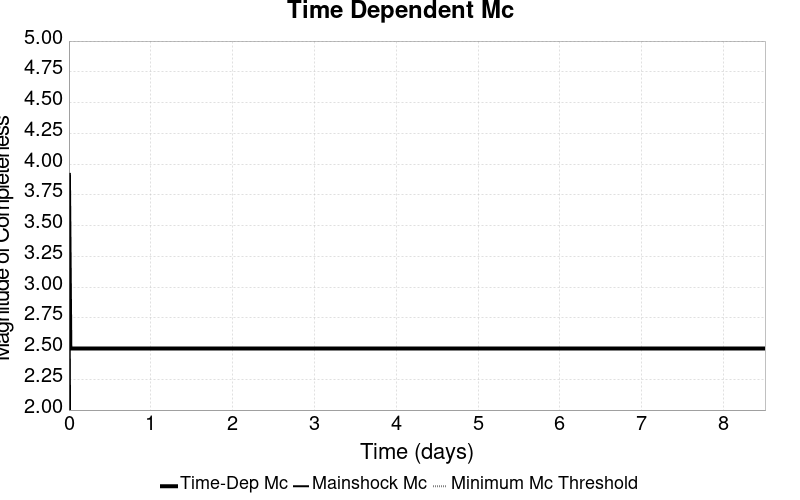 Time Dependent Mc
Magnitude of Completeness
5.00
4.75
4.50
4.25
4.00
3.75
3.50
3.25
3.00
2.75
2.50
2.25
2.00
0 1 2 3 4 5 6 7 8
Time (days)
Time-Dep Mc Mainshock Mc Minimum Mc Threshold